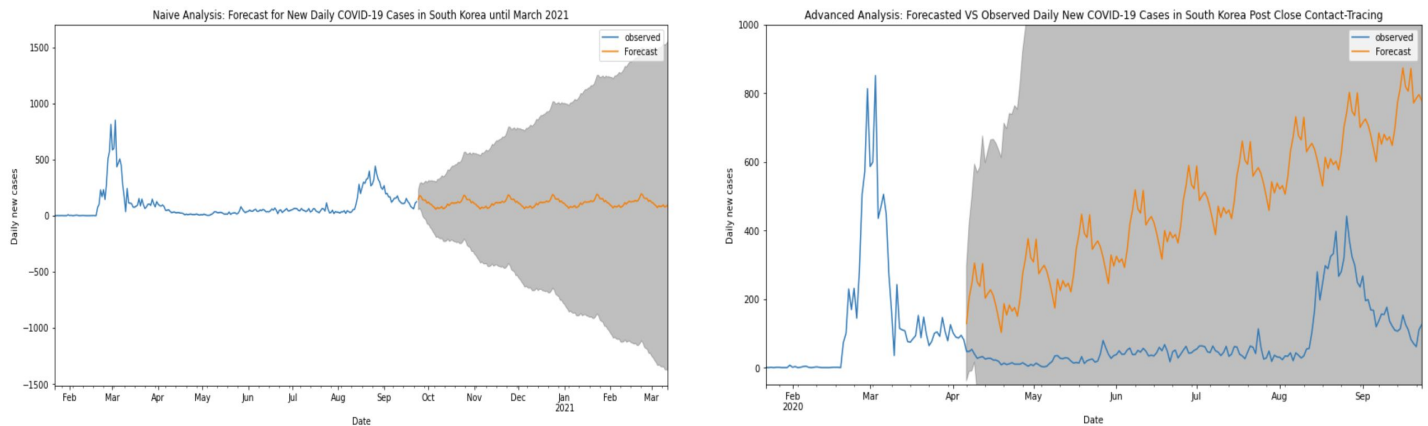 Naive Analysis: Forecast for New Daily COVID-19 Cases in South Korea until March 2021
observed
Forecast
1500
1000
500
0
−500
−1000
−1500
Daily new cases
Feb Mar Apr May Jun Jul Aug Sep Oct Nov Dec Jan Feb Mar
2021
Date
Advanced Analysis: Forecasted VS Observed Daily New COVID-19 Cases in South Korea Post Close Contact-Tracing
observed
Forecast
1000
800
600
400
200
0
Daily new cases
Feb Mar Apr May Jun Jul Aug Sep
2020
Date